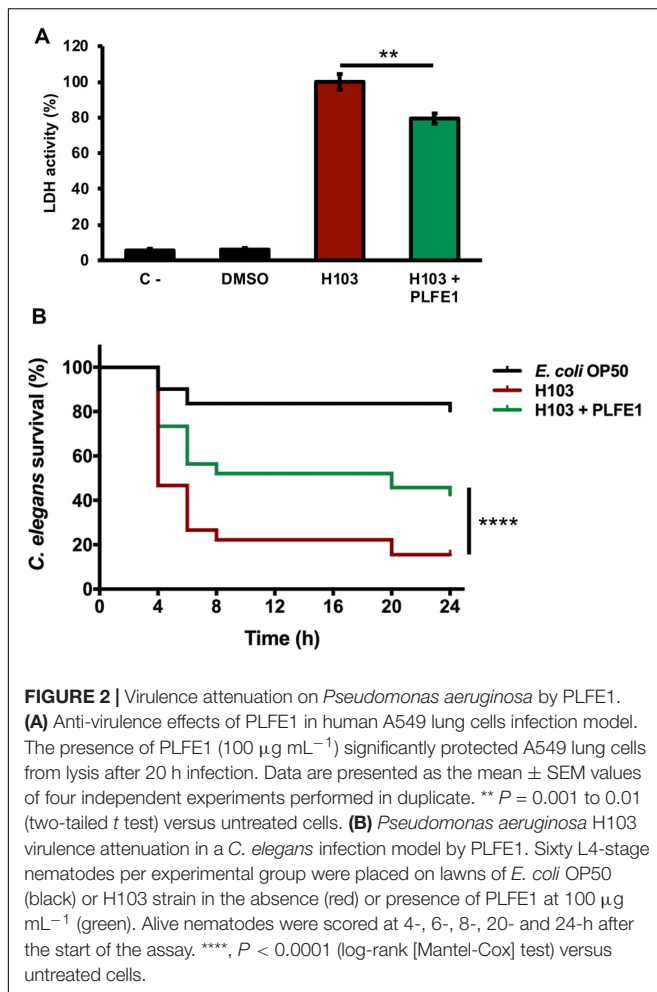 A
**
120
100
80
60
40
20
0
LDH activity (%)
C -
DMSO
H103
H103 +
PLFE1
B
100
80
60
40
20
0
C. elegans survival (%)
E. coli OP50
H103
H103 + PLFE1
****
0
4
8
12
16
20
24
Time (h)
FIGURE 2 | Virulence attenuation on Pseudomonas aeruginosa by PLFE1.
(A) Anti-virulence effects of PLFE1 in human A549 lung cells infection model.
The presence of PLFE1 (100 μg mL−1) significantly protected A549 lung cells
from lysis after 20 h infection. Data are presented as the mean ± SEM values
of four independent experiments performed in duplicate. ** P = 0.001 to 0.01
(two-tailed t test) versus untreated cells. (B) Pseudomonas aeruginosa H103
virulence attenuation in a C. elegans infection model by PLFE1. Sixty L4-stage
nematodes per experimental group were placed on lawns of E. coli OP50
(black) or H103 strain in the absence (red) or presence of PLFE1 at 100 μg
mL−1 (green). Alive nematodes were scored at 4-, 6-, 8-, 20- and 24-h after
the start of the assay. ****, P < 0.0001 (log-rank [Mantel-Cox] test) versus
untreated cells.